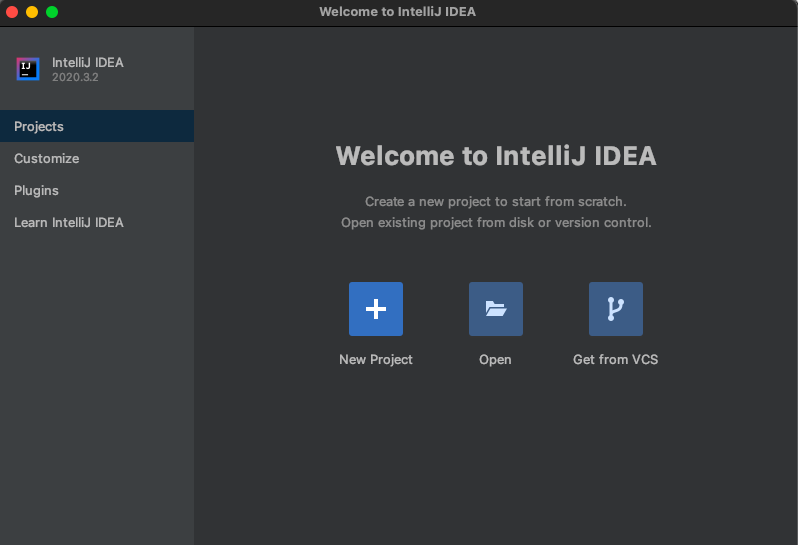 Welcome to IntelliJ IDEA
IJ
IntelliJ IDEA
2020.3.2
Projects
Customize
Plugins
Learn IntelliJ IDEA
Welcome to IntelliJ IDEA
Create a new project to start from scratch.
Open existing project from disk or version control.
New Project
Open
Get from VCS